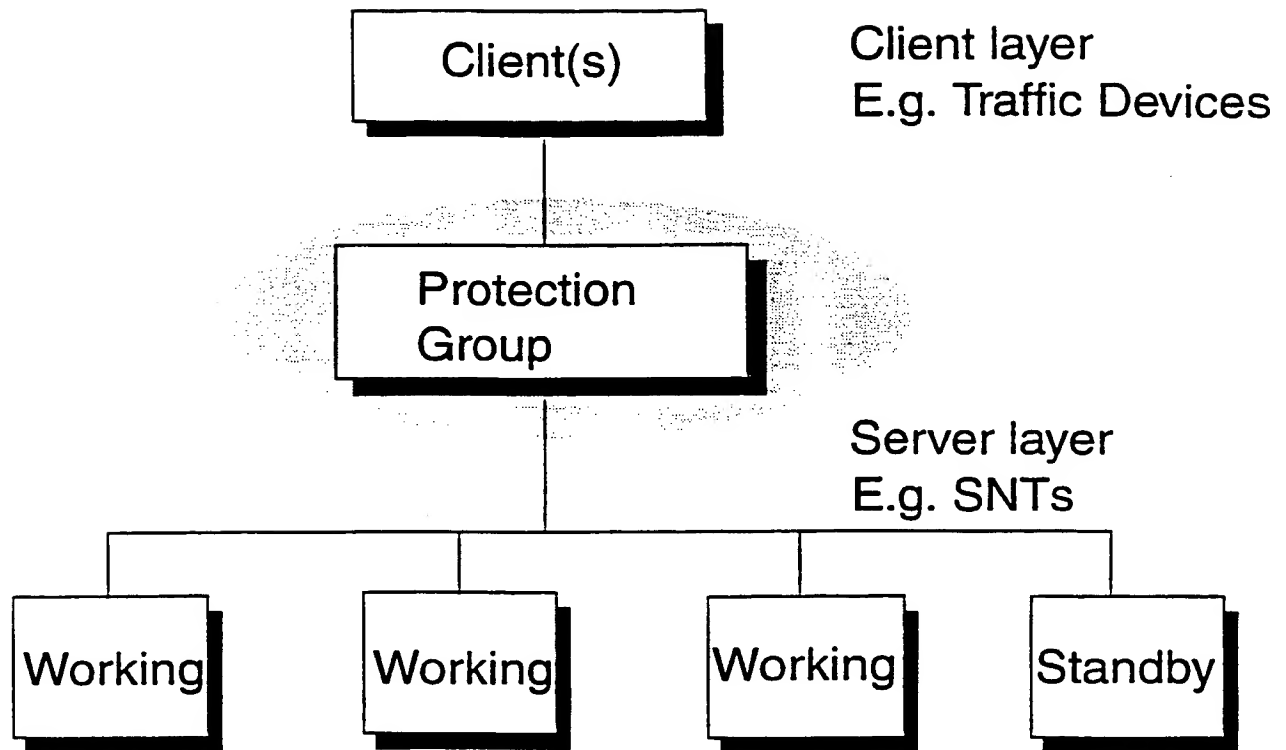 Client(s)
Client layer
E.g. Traffic Devices
Protection
Group
Server layer
E.g. SNTs
Working
Working
Working
Standby